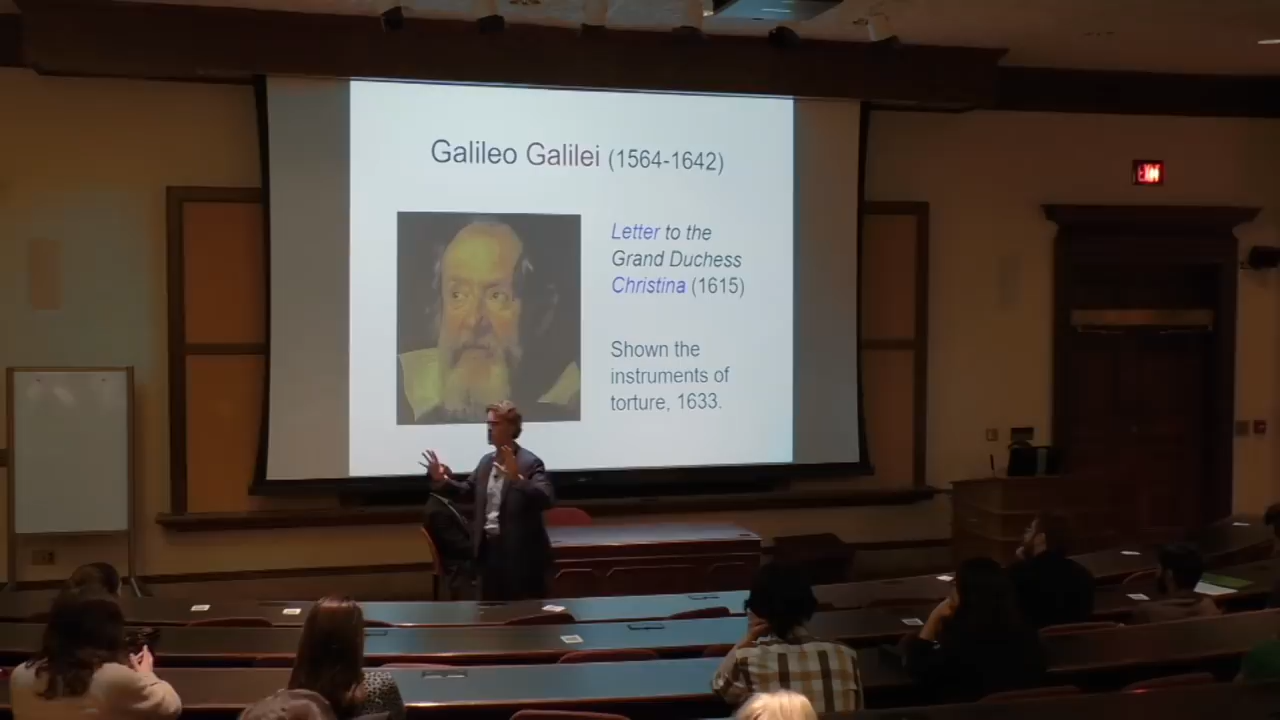 Galileo Galilei (1564-1642)
Letter to the
Grand Duchess
Christina (1615)
Shown the
instruments of
torture, 1633.
EXIT